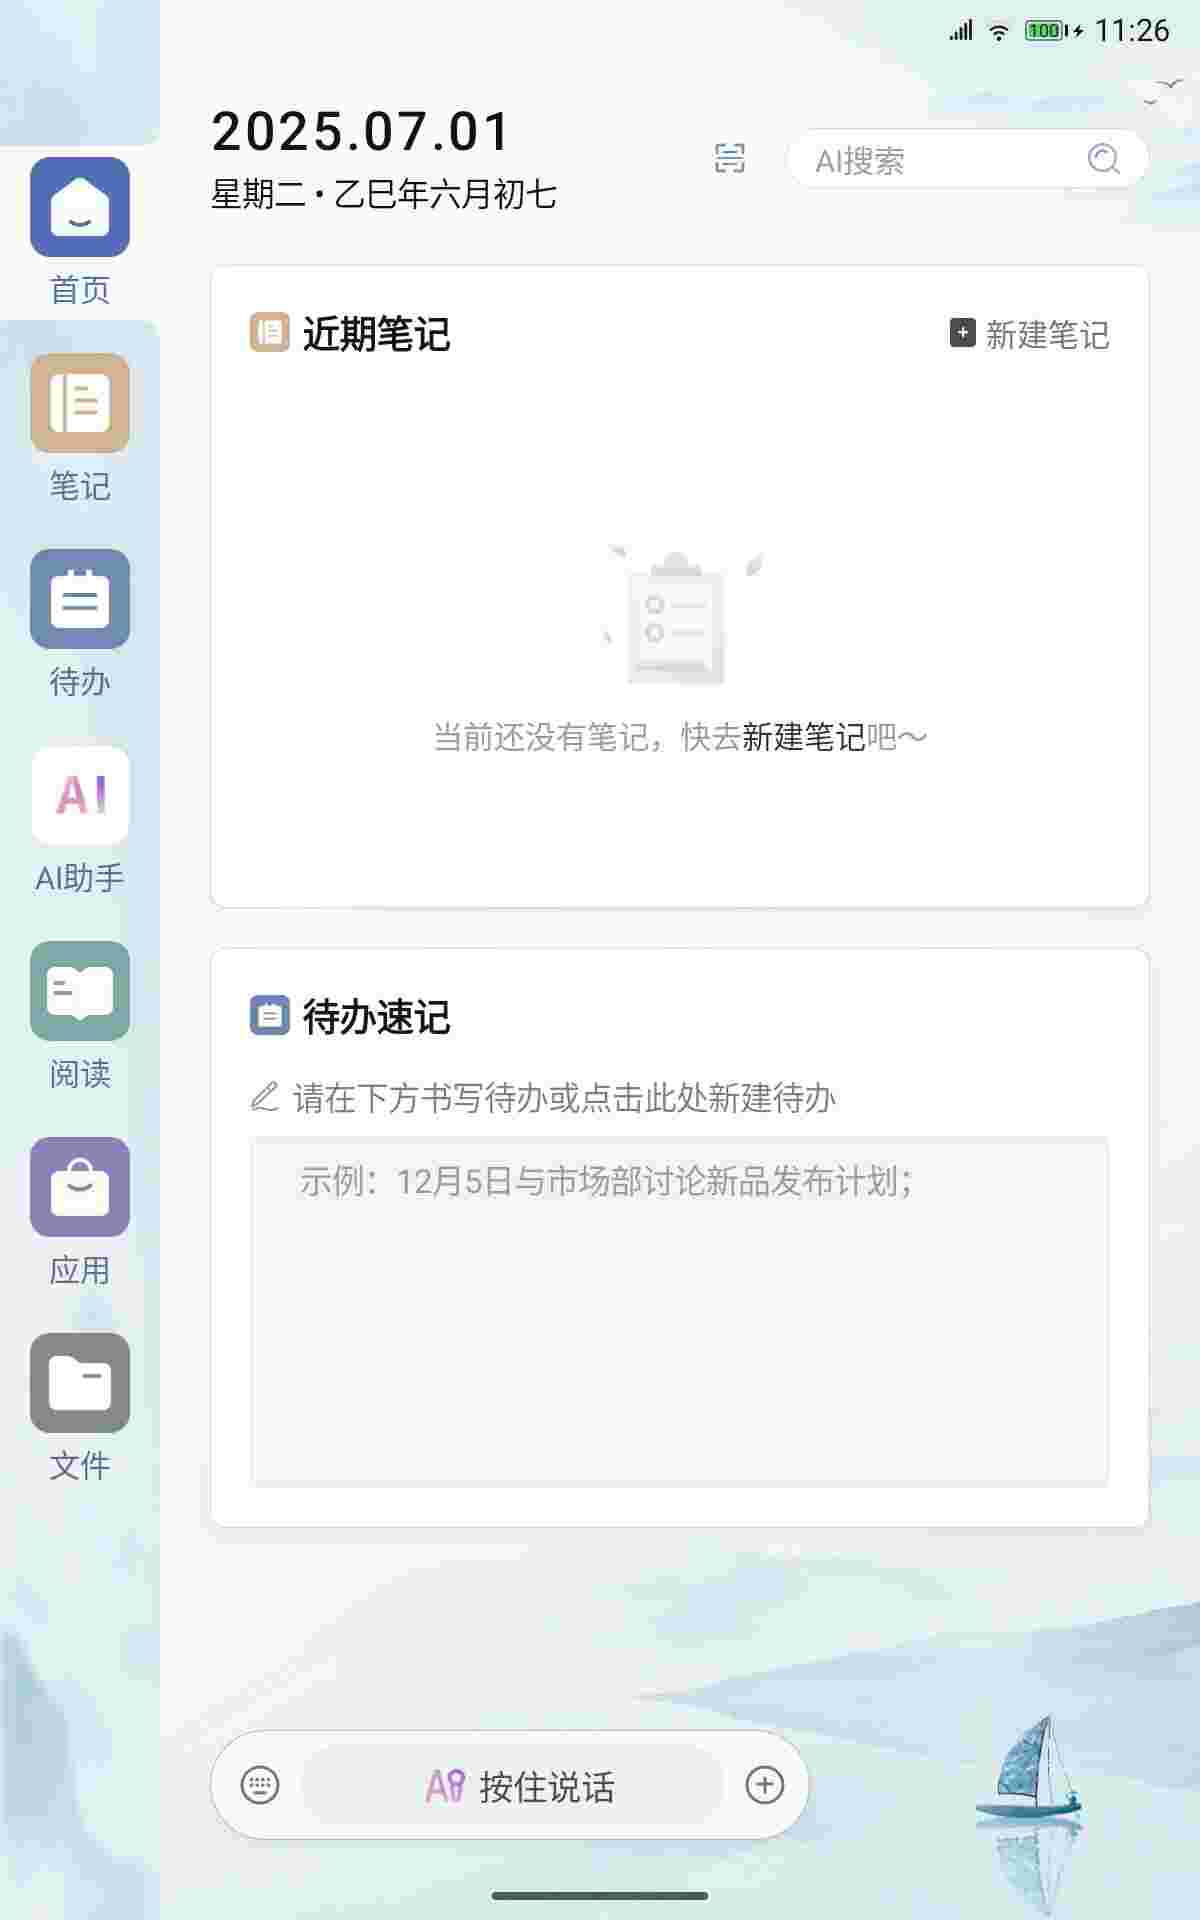 100 11:26
2025.07.01
星期二·乙巳年六月初七
AI搜索
首页
近期笔记
新建笔记
笔记
待办
当前还没有笔记，快去新建笔记吧～
AI
AI助手
待办速记
阅读
请在下方书写待办或点击此处新建待办
示例：12月5日与市场部讨论新品发布计划；
应用
文件
AI 按住说话